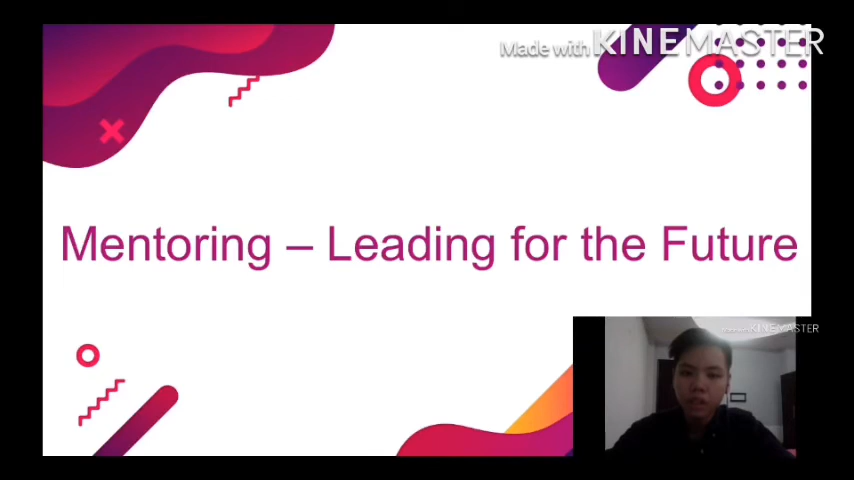 Made with KINEMASTER
Mentoring – Leading for the Future
KINEMASTER